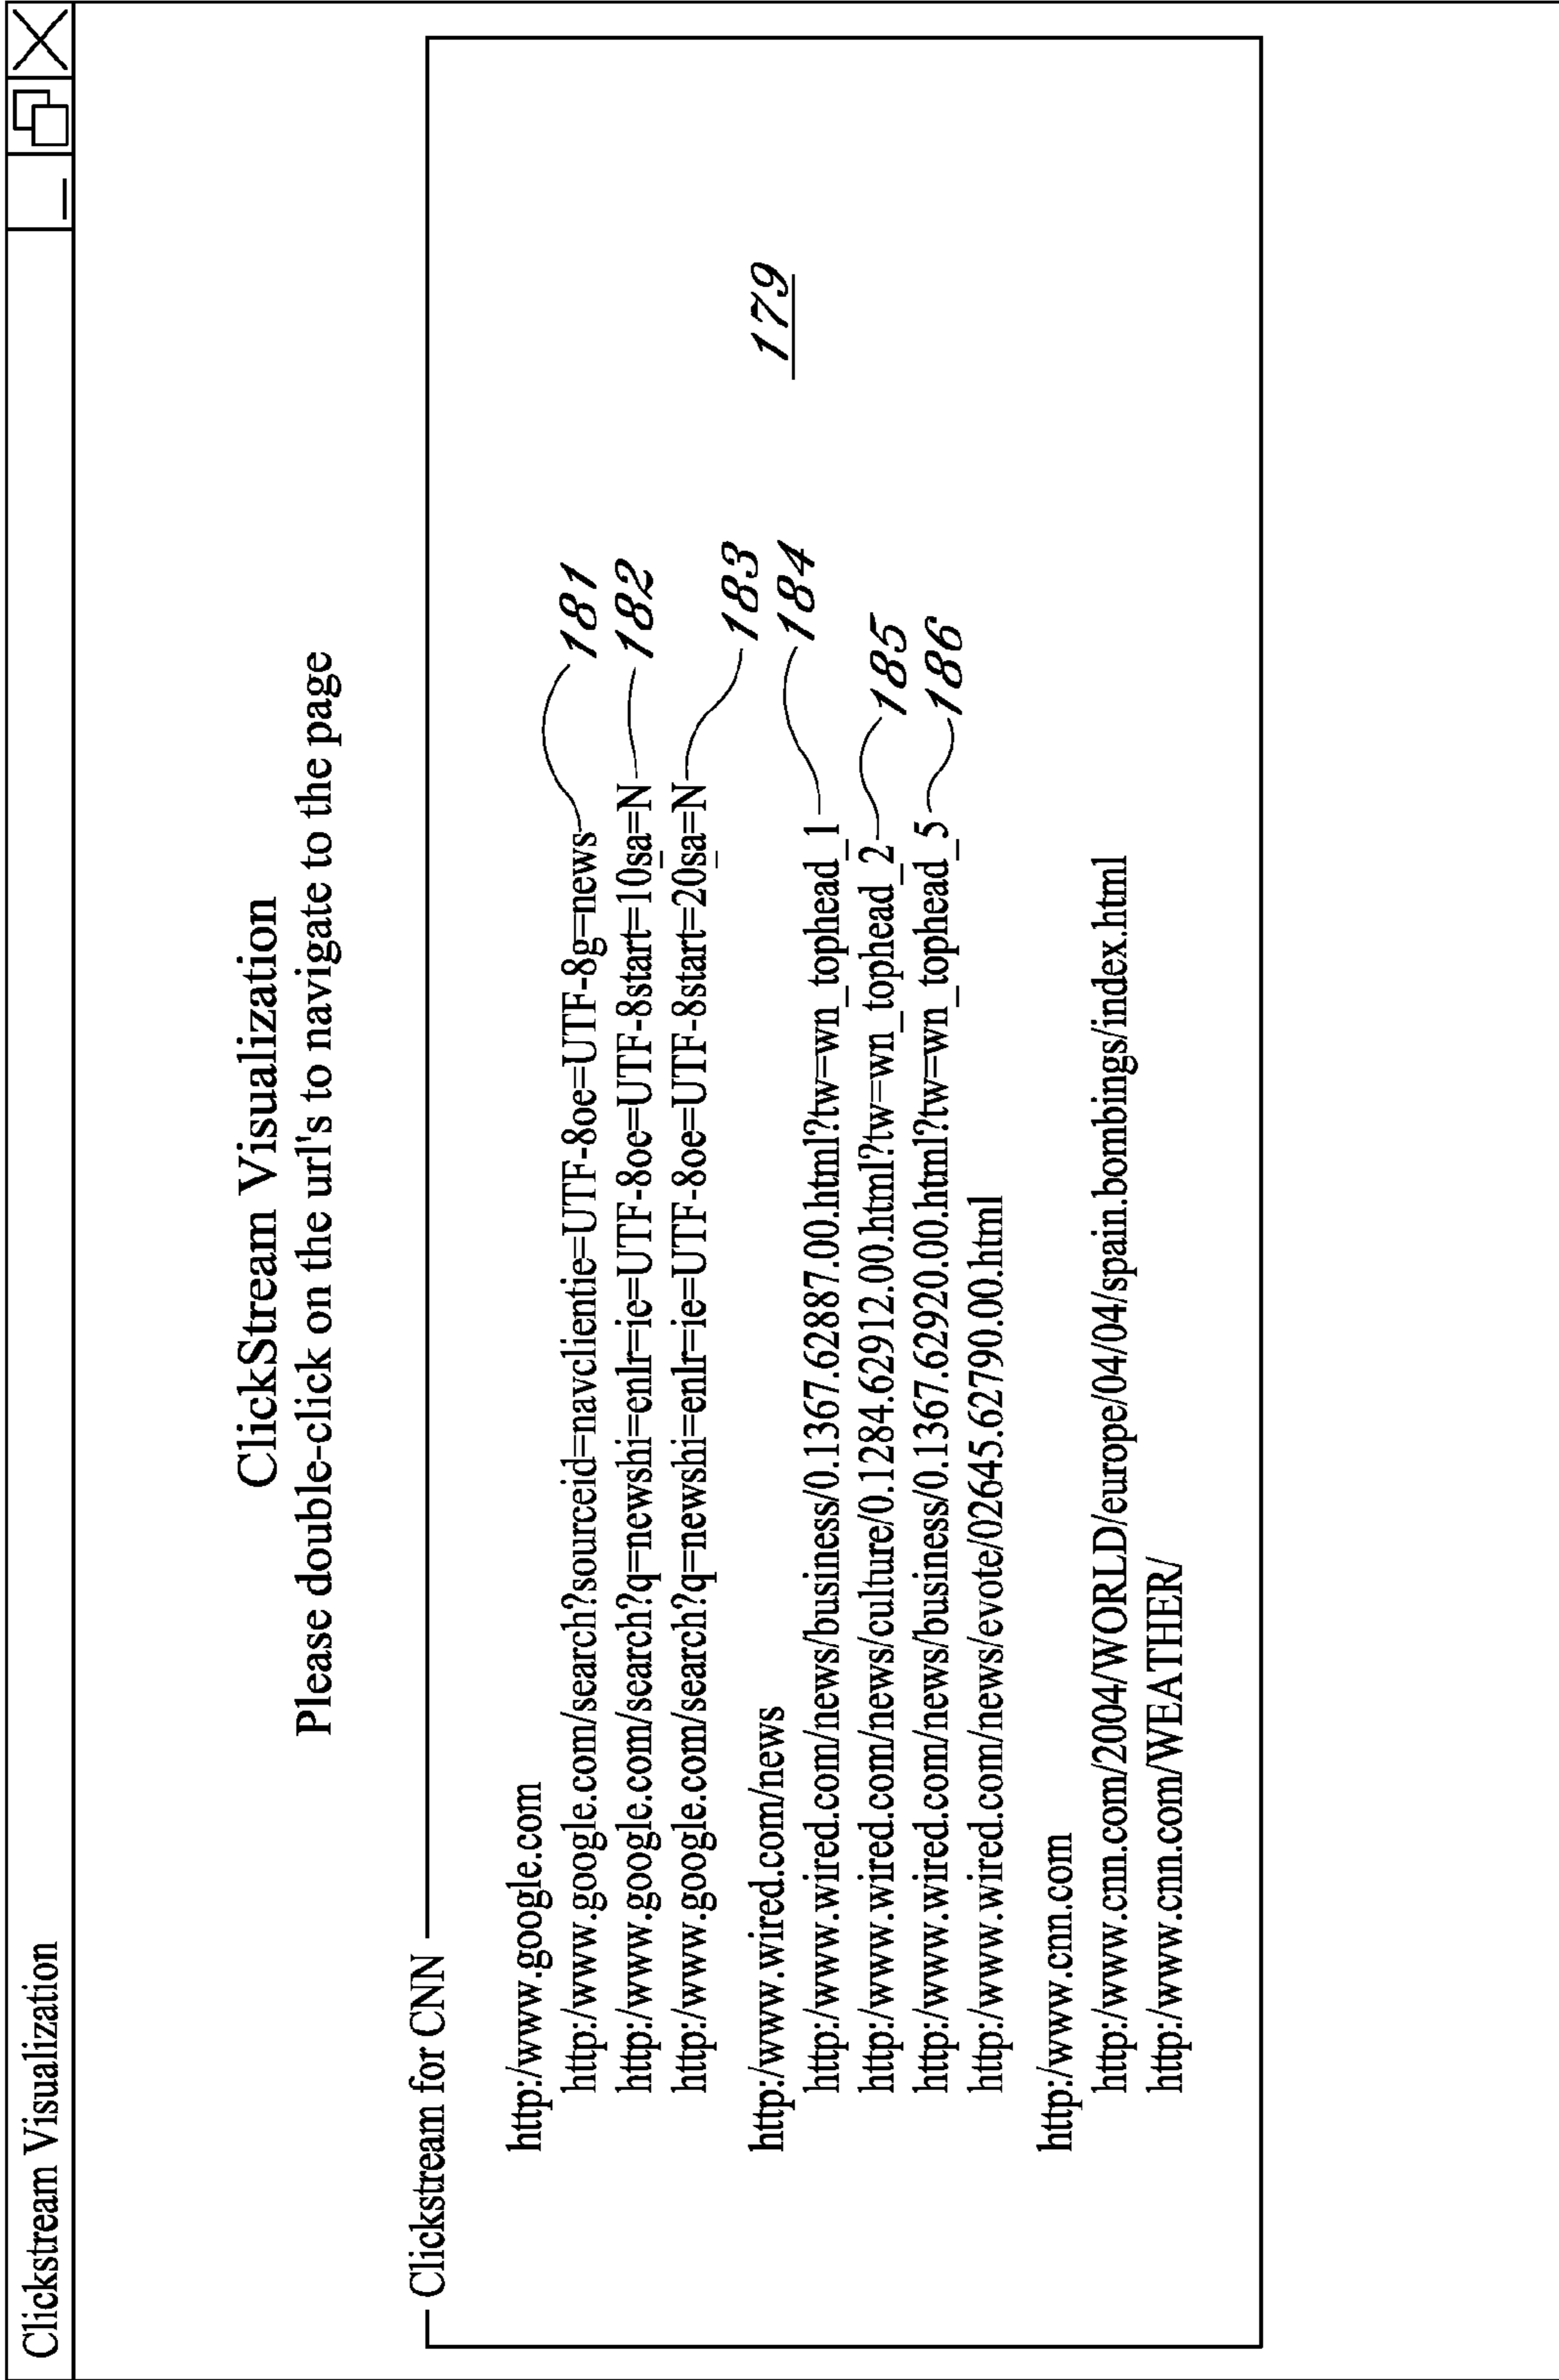 Clickstream Visualization
ClickStream Visualization
Please double-click on the url's to navigate to the page
Clickstream for CNN
http:/www.google.com
http:/www.google.com/search?sourceid=navclientie=UTF-8oe=UTF-8g=news 181
http:/www.google.com/search?q=newshi=enlr=ie=UTF-8oe=UTF-8start=10sa=N 182
http:/www.google.com/search?q=newshi=enlr=ie=UTF-8oe=UTF-8start=20sa=N 183
http:/www.wired.com/news 179
http:/www.wired.com/news/business/0.1367.62887.00.html?tw=wn_tophead_1 184
http:/www.wired.com/news/culture/0.1284.62912.00.html?tw=wn_tophead_2 185
http:/www.wired.com/news/business/0.1367.62920.00.html?tw=wn_tophead_5 186
http:/www.wired.com/news/evote/02645.62790.00.html
http:/www.cnn.com
http:/www.cnn.com/2004/WORLD/europe/04/04/spain.bombings/index.html
http:/www.cnn.com/WEATHER/